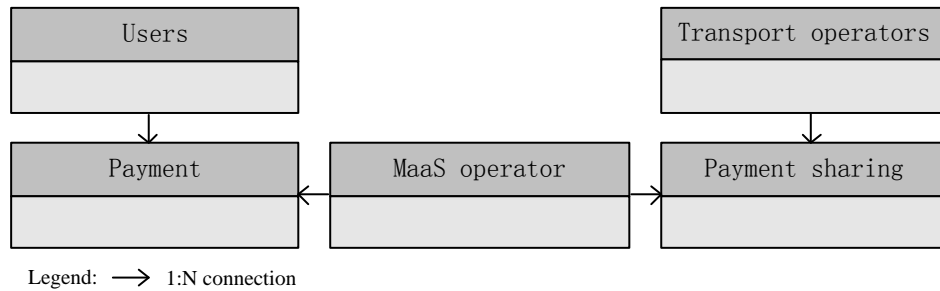 Users
Transport operators
Payment
MaaS operator
Payment sharing
Legend: 1:N connection